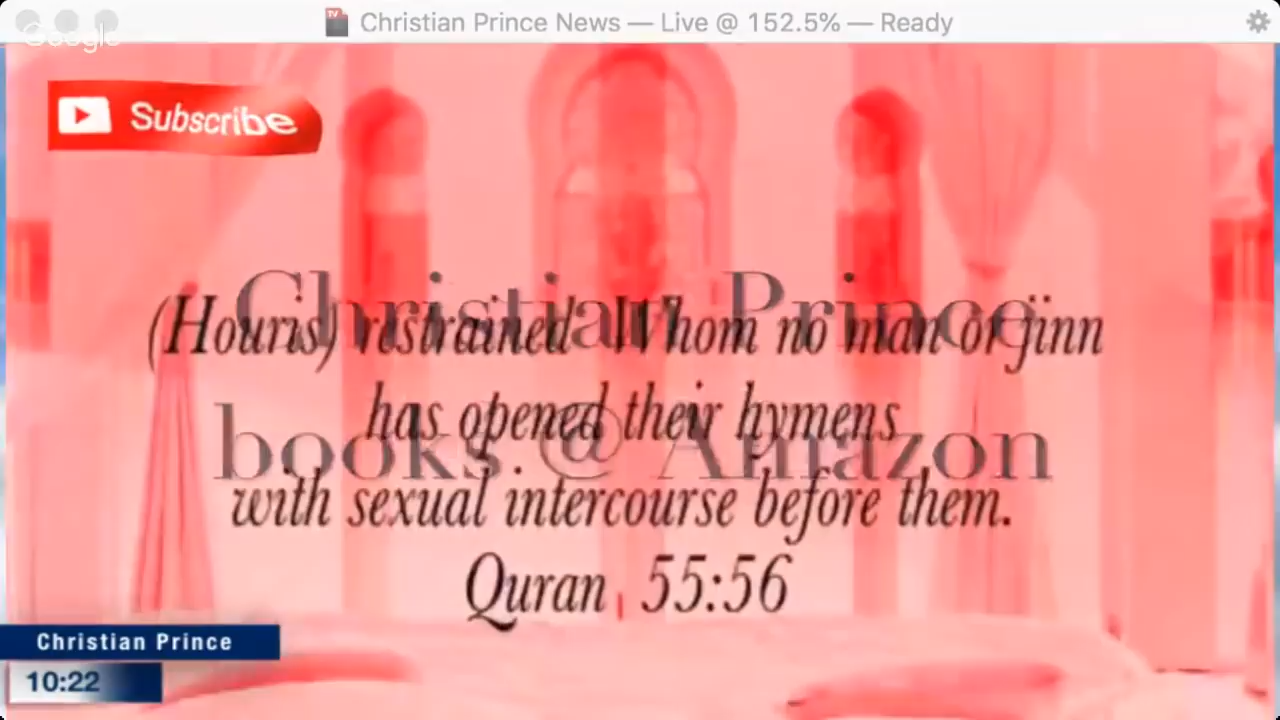 Christian Prince News — Live @ 152.5% — Ready
Google
Subscribe
Christian Prince
books @ Amazon
(Houris) restrained Whom no man or jinn
has opened their hymens
with sexual intercourse before them.
Quran 55:56
Christian Prince
10:22